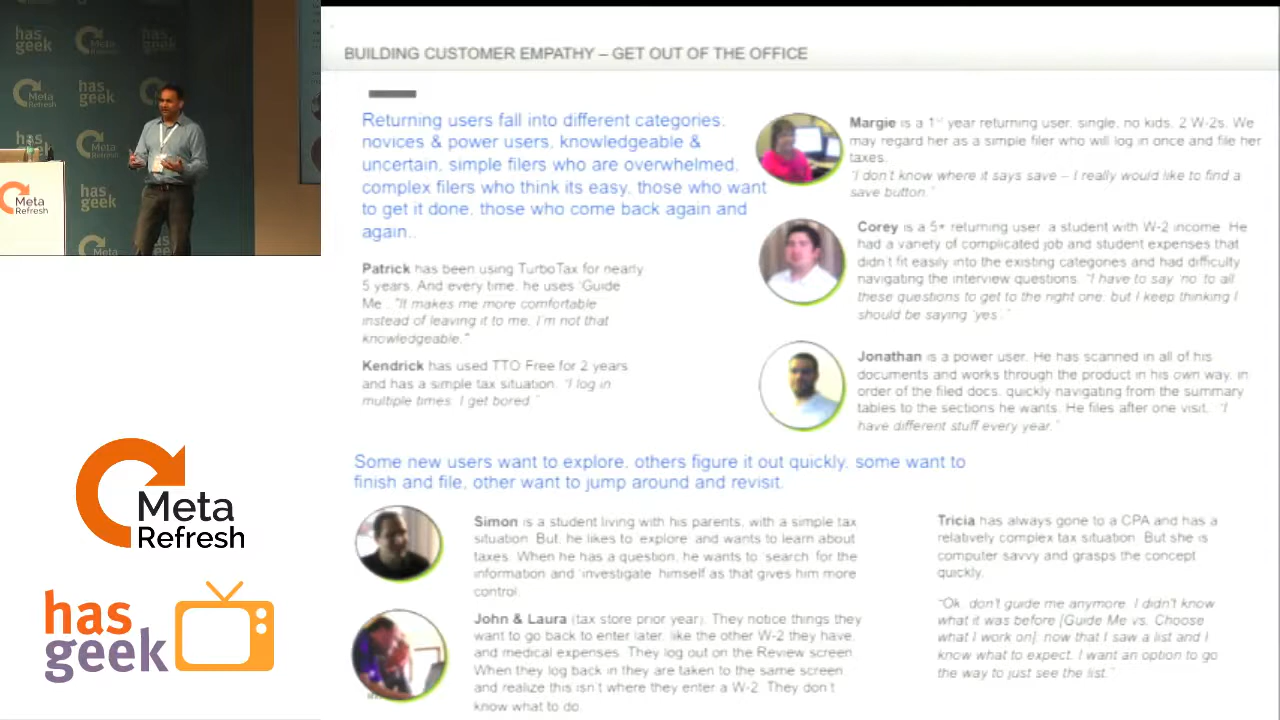 has
geek
has
geek
Meta
Refresh
has
geek
has
Meta
Refresh
has
geek
BUILDING CUSTOMER EMPATHY – GET OUT OF THE OFFICE
Returning users fall into different categories:
novices & power users, knowledgeable &
uncertain, simple filers who are overwhelmed,
complex filers who think its easy, those who want
to get it done, those who come back again and
again..
Patrick has been using TurboTax for nearly
5 years. And every time, he uses 'Guide
Me'. "It makes me more comfortable
instead of leaving it to me. I'm not that
knowledgeable."
Kendrick has used TTO Free for 2 years
and has a simple tax situation. "I log in
multiple times. I get bored."
Margie is a 1st year returning user, single, no kids, 2 W-2s. We
may regard her as a simple filer who will log in once and file her
taxes.
"I don't know where it says save – I really would like to find a
save button."
Corey is a 5+ returning user, a student with W-2 income. He
had a variety of complicated job and student expenses that
didn't fit easily into the existing categories and had difficulty
navigating the interview questions. "I have to say 'no' to all
these questions to get to the right one, but I keep thinking I
should be saying 'yes'."
Jonathan is a power user. He has scanned in all of his
documents and works through the product in his own way, in
order of the filed docs, quickly navigating from the summary
tables to the sections he wants. He files after one visit. "I
have different stuff every year."
Some new users want to explore, others figure it out quickly, some want to
finish and file, other want to jump around and revisit.
Simon is a student living with his parents, with a simple tax
situation. But, he likes to 'explore' and wants to learn about
taxes. When he has a question, he wants to 'search' for the
information and 'investigate' himself as that gives him more
control.
John & Laura (tax store prior year). They notice things they
want to go back to enter later, like the other W-2 they have,
and medical expenses. They log out on the Review screen.
When they log back in they are taken to the same screen
and realize this isn't where they enter a W-2. They don't
know what to do.
Tricia has always gone to a CPA and has a
relatively complex tax situation. But she is
computer savvy and grasps the concept
quickly.
"Ok, don't guide me anymore. I didn't know
what it was before [Guide Me vs. Choose
what I work on], now that I saw a list and I
know what to expect. I want an option to go
the way to just see the list."
Meta
Refresh
has
geek